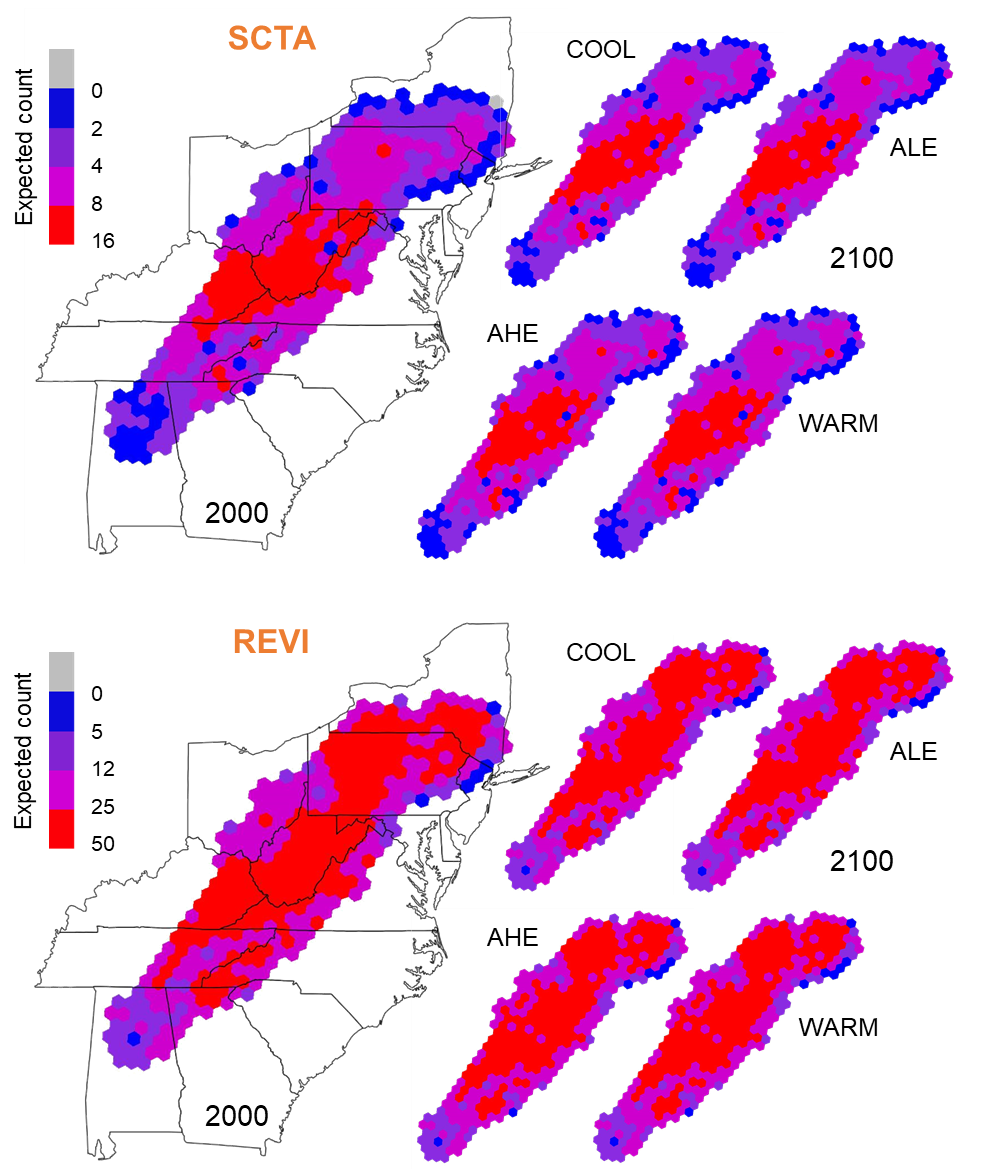 SCTA
Expected count
0
2
4
8
16
2000
COOL
ALE
2100
AHE
WARM
REVI
Expected count
0
5
12
25
50
2000
COOL
ALE
2100
AHE
WARM